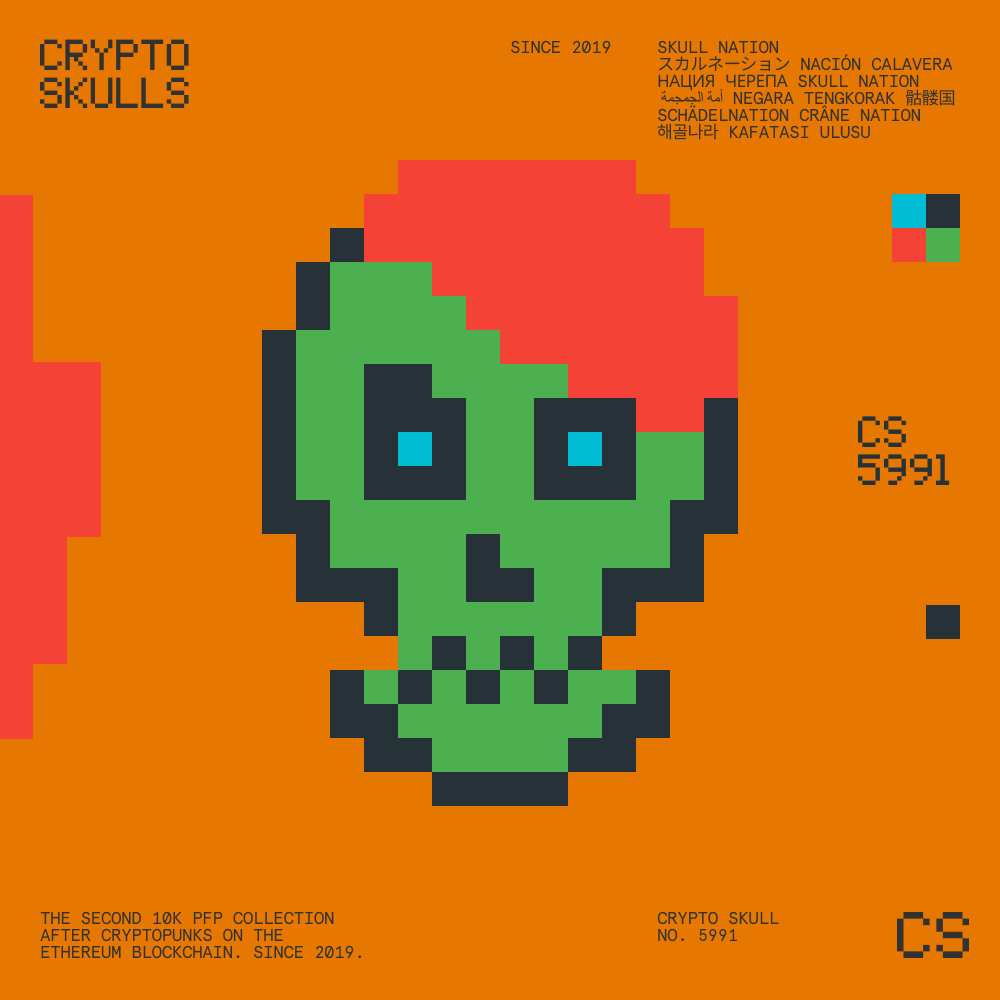 CRYPTO
SKULLS
SINCE 2019
SKULL NATION
スカルネーション NACIÓN CALAVERA
НАЦИЯ ЧЕРЕПА SKULL NATION
أمة الجمجمة NEGARA TENGKORAK 骷髅国
SCHÄDELNATION CRÂNE NATION
해골나라 KAFATASI ULUSU
CS
5991
THE SECOND 10K PFP COLLECTION
AFTER CRYPTOPUNKS ON THE
ETHEREUM BLOCKCHAIN. SINCE 2019.
CRYPTO SKULL
NO. 5991
CS